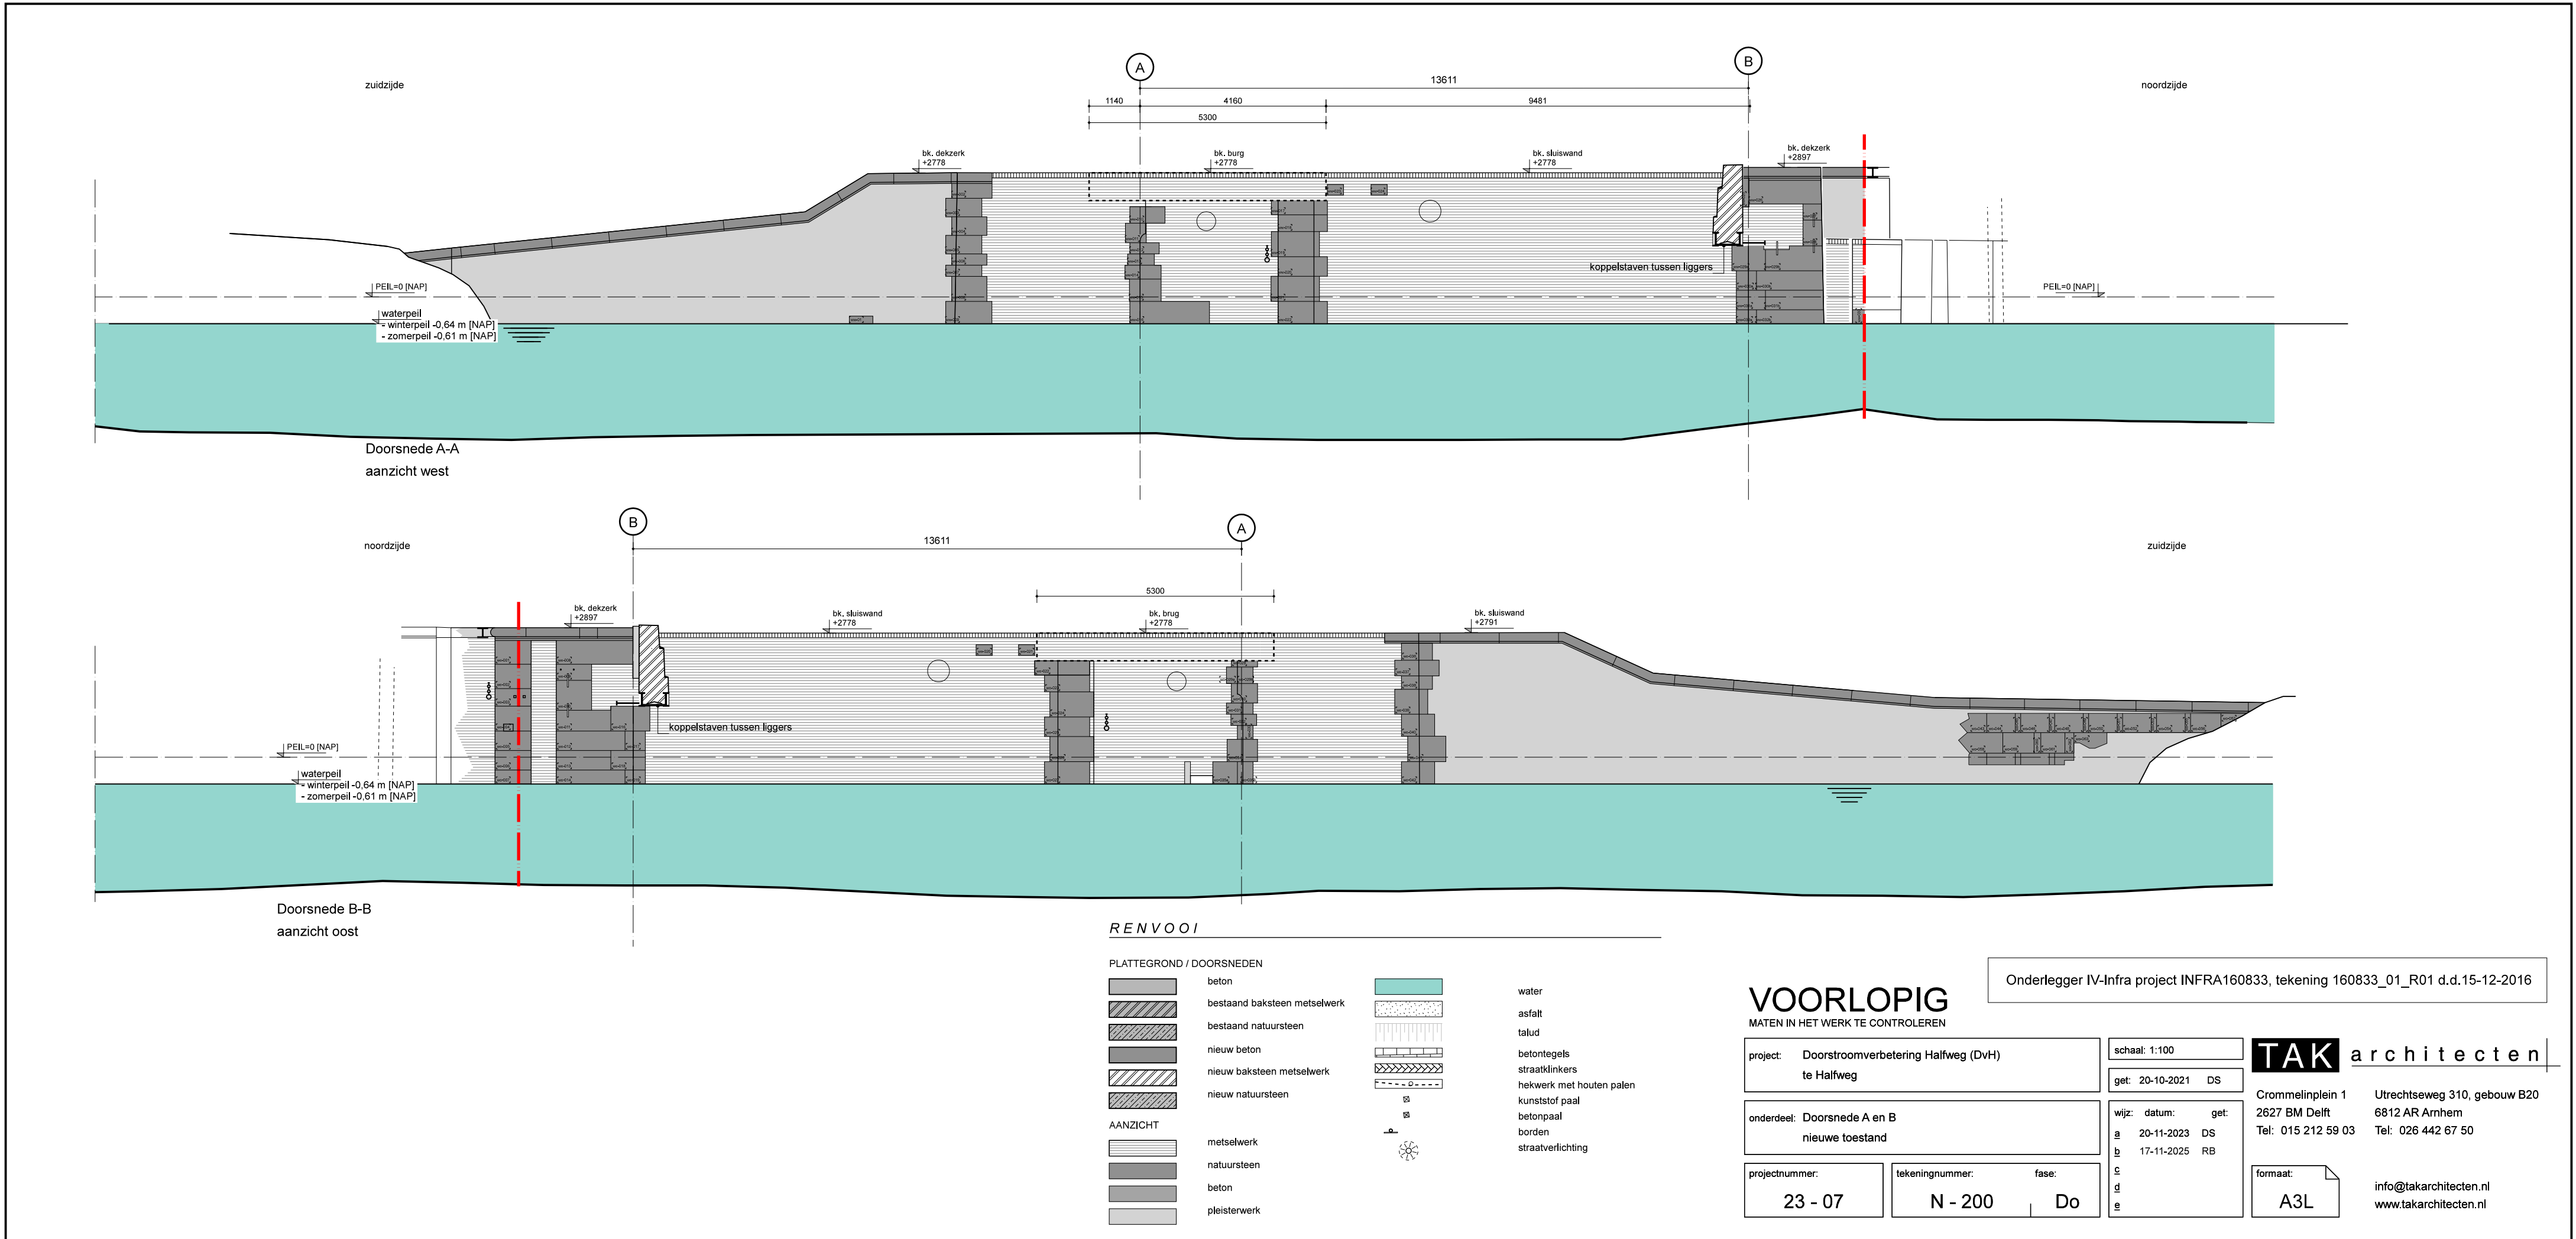 zuidzijde
noordzijde
A
B
13611
1140
4160
9481
5300
bk. dekzerk
+2778
bk. burg
+2778
bk. sluiswand
+2778
bk. dekzerk
+2897
koppelstaven tussen liggers
PEIL=0 [NAP]
PEIL=0 [NAP]
waterpeil
- winterpeil -0,64 m [NAP]
- zomerpeil -0,61 m [NAP]
Doorsnede A-A
aanzicht west
B
A
noordzijde
zuidzijde
13611
5300
bk. dekzerk
+2897
bk. sluiswand
+2778
bk. brug
+2778
bk. sluiswand
+2791
koppelstaven tussen liggers
PEIL=0 [NAP]
waterpeil
- winterpeil -0,64 m [NAP]
- zomerpeil -0,61 m [NAP]
Doorsnede B-B
aanzicht oost
RENVOOI
PLATTEGROND / DOORSNEDEN
beton
bestaand baksteen metselwerk
bestaand natuursteen
nieuw beton
nieuw baksteen metselwerk
nieuw natuursteen
AANZICHT
metselwerk
natuursteen
beton
pleisterwerk
water
asfalt
talud
betontegels
straatklinkers
hekwerk met houten palen
kunststof paal
betonpaal
borden
straatverlichting
Onderlegger IV-Infra project INFRA160833, tekening 160833_01_R01 d.d.15-12-2016
VOORLOPIG
MATEN IN HET WERK TE CONTROLEREN
project: Doorstroomverbetering Halfweg (DvH)
te Halfweg
onderdeel: Doorsnede A en B
nieuwe toestand
projectnummer:
23 - 07
tekeningnummer:
N - 200
fase:
Do
schaal: 1:100
get: 20-10-2021 DS
wijz: datum: get:
a 20-11-2023 DS
b 17-11-2025 RB
c
d
e
TAK architecten
Crommelinplein 1
2627 BM Delft
Tel: 015 212 59 03
Utrechtseweg 310, gebouw B20
6812 AR Arnhem
Tel: 026 442 67 50
formaat:
A3L
info@takarchitecten.nl
www.takarchitecten.nl